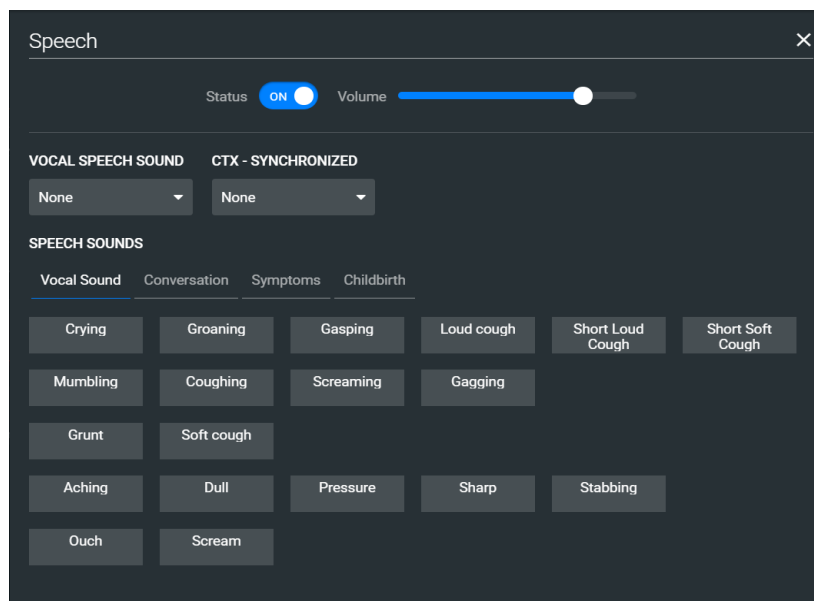 Speech
Status ON Volume
VOCAL SPEECH SOUND CTX - SYNCHRONIZED
None None
SPEECH SOUNDS
Vocal Sound Conversation Symptoms Childbirth
Crying Groaning Gasping Loud cough Short Loud Cough Short Soft Cough
Mumbling Coughing Screaming Gagging
Grunt Soft cough
Aching Dull Pressure Sharp Stabbing
Ouch Scream